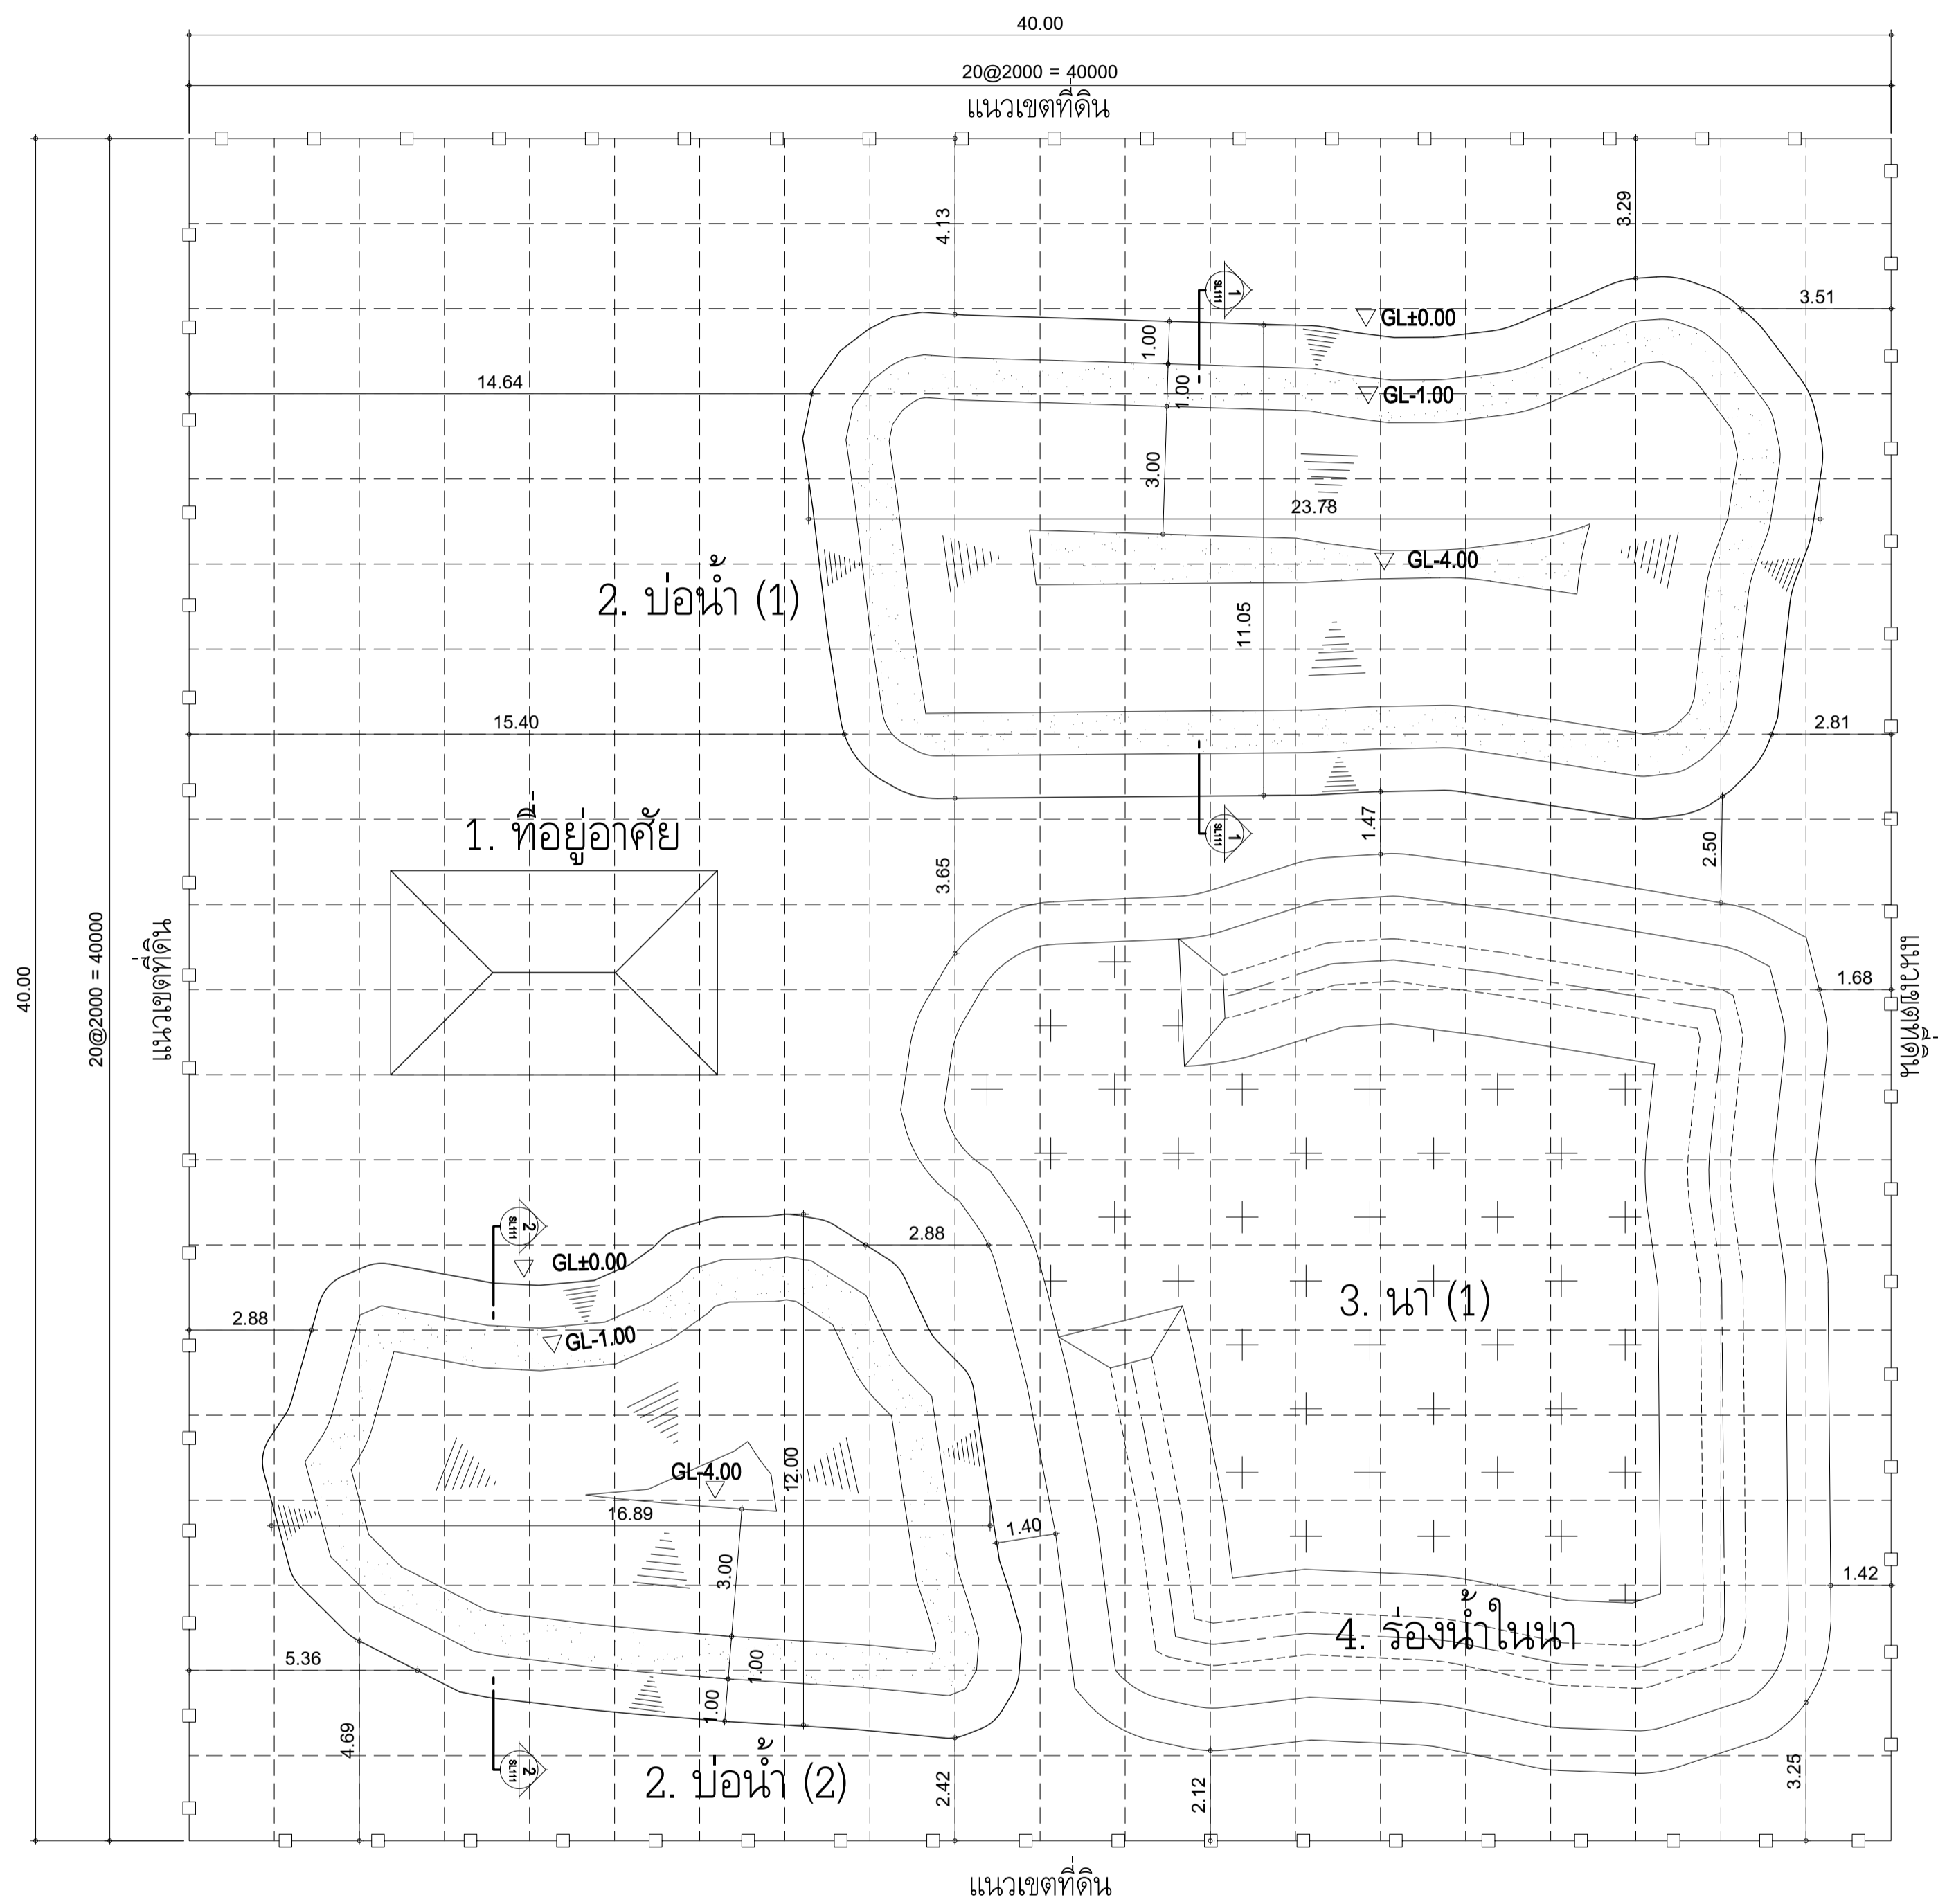 40.00
20@2000 = 40000
แนวเขตที่ดิน
4.13
3.29
1
SL111
GL±0.00
3.51
1.00
14.64
1.00
GL-1.00
3.00
23.78
GL-4.00
2. บ่อน้ำ (1)
11.05
15.40
2.81
1. ที่อยู่อาศัย
1
SL111
1.47
2.50
3.65
40.00
20@2000 = 40000
แนวเขตที่ดิน
1.68
แนวเขตที่ดิน
2
SL111
2.88
GL±0.00
3. นา (1)
2.88
GL-1.00
GL-4.00
12.00
16.89
1.40
3.00
1.42
4. ร่องน้ำในนา
5.36
1.00
1.00
4.69
2
SL111
2. บ่อน้ำ (2)
2.42
2.12
3.25
แนวเขตที่ดิน